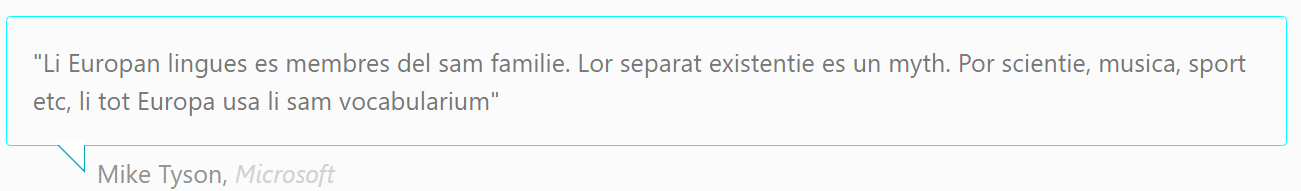 "Li Europan lingues es membres del sam familie. Lor separat existentie es un myth. Por scientie, musica, sport
etc, li tot Europa usa li sam vocabularium"
Mike Tyson, Microsoft